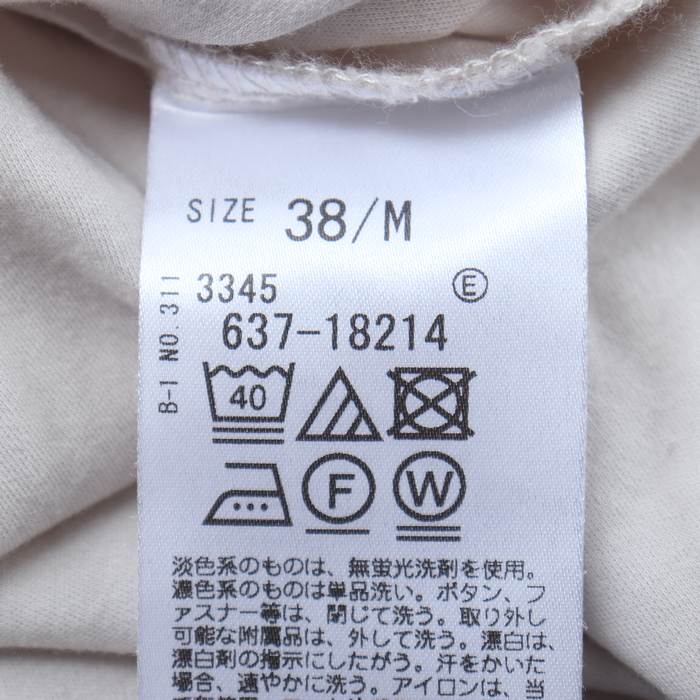 SIZE 38/M
3345 E
637-18214
B-1 NO.311
40
F W
淡色系のものは、無蛍光洗剤を使用。
濃色系のものは単品洗い。ボタン、フ
ァスナー等は、閉じて洗う。取り外し
可能な附属品は、外して洗う。漂白は、
漂白剤の指示にしたがう。汗をかいた
場合、速やかに洗う。アイロンは、当